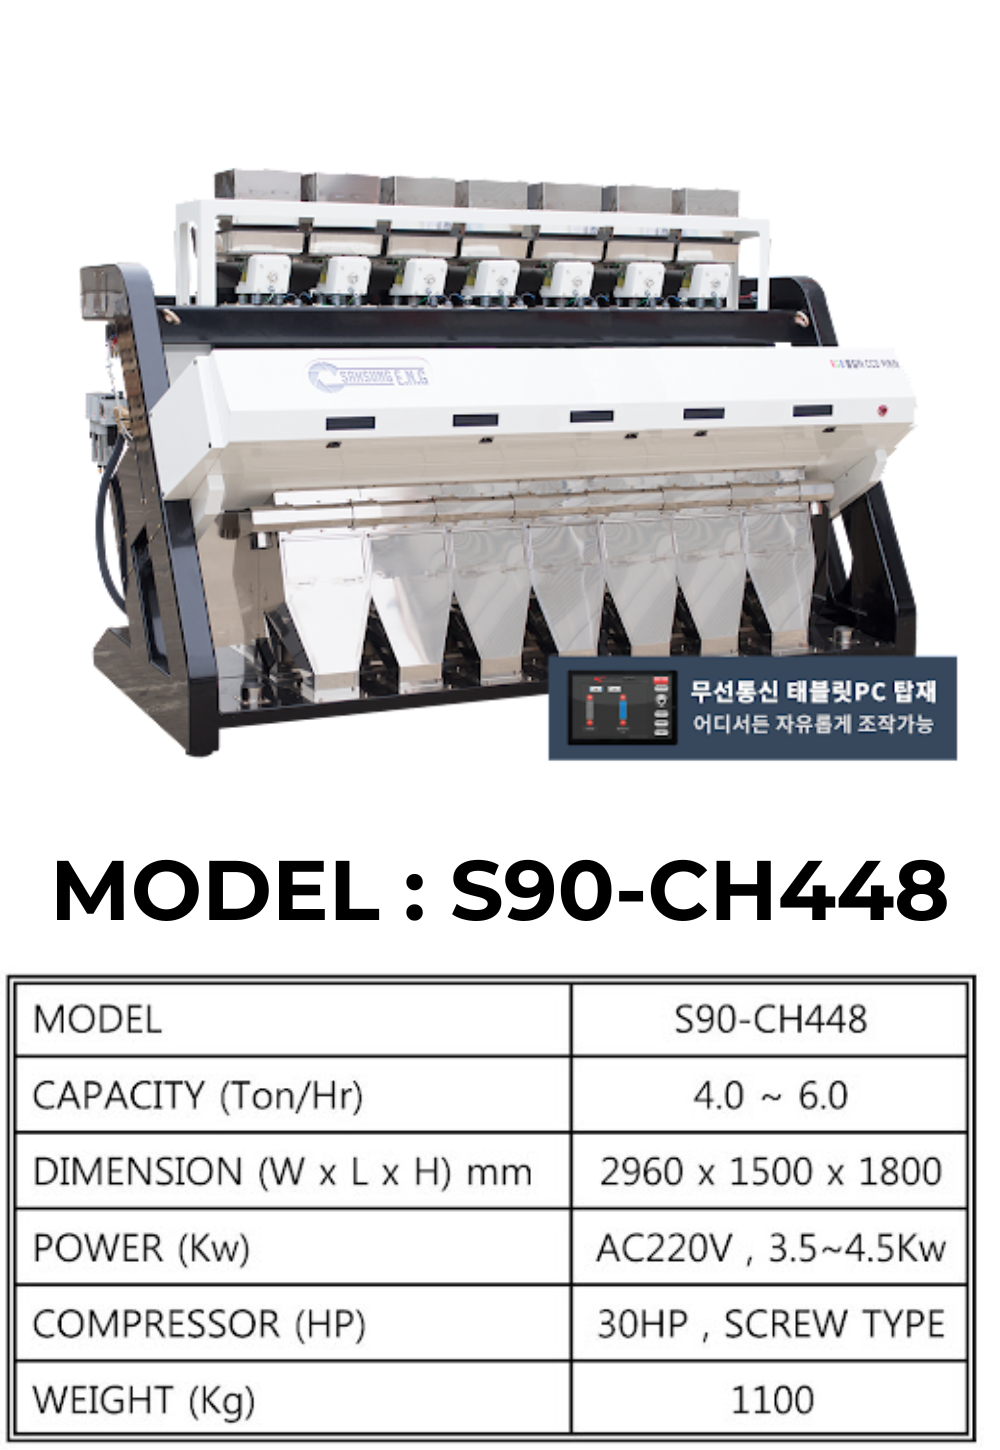 SAMSUNG E.N.G
무선통신 태블릿PC 탑재
어디서든 자유롭게 조작가능
MODEL : S90-CH448
MODEL S90-CH448
CAPACITY (Ton/Hr) 4.0 ~ 6.0
DIMENSION (W x L x H) mm 2960 x 1500 x 1800
POWER (Kw) AC220V , 3.5~4.5Kw
COMPRESSOR (HP) 30HP , SCREW TYPE
WEIGHT (Kg) 1100